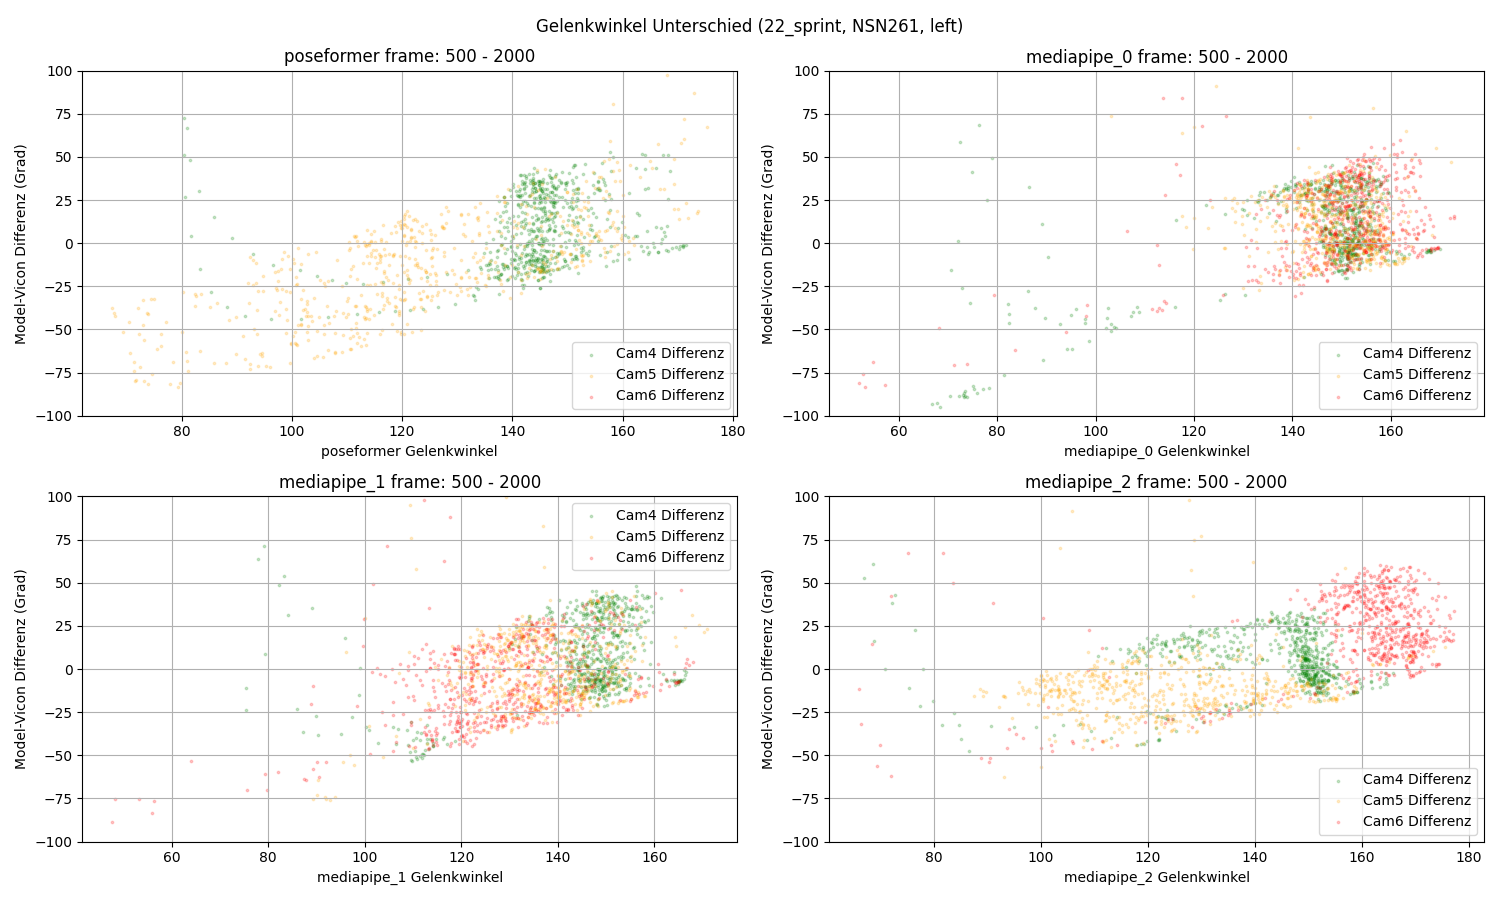 Gelenkwinkel Unterschied (22_sprint, NSN261, left)
poseformer frame: 500 - 2000
100
75
50
25
0
−25
−50
−75
−100
Model-Vicon Differenz (Grad)
Cam4 Differenz
Cam5 Differenz
Cam6 Differenz
80 100 120 140 160 180
poseformer Gelenkwinkel
mediapipe_0 frame: 500 - 2000
100
75
50
25
0
−25
−50
−75
−100
Model-Vicon Differenz (Grad)
Cam4 Differenz
Cam5 Differenz
Cam6 Differenz
60 80 100 120 140 160
mediapipe_0 Gelenkwinkel
mediapipe_1 frame: 500 - 2000
100
75
50
25
0
−25
−50
−75
−100
Model-Vicon Differenz (Grad)
Cam4 Differenz
Cam5 Differenz
Cam6 Differenz
60 80 100 120 140 160
mediapipe_1 Gelenkwinkel
mediapipe_2 frame: 500 - 2000
100
75
50
25
0
−25
−50
−75
−100
Model-Vicon Differenz (Grad)
Cam4 Differenz
Cam5 Differenz
Cam6 Differenz
80 100 120 140 160 180
mediapipe_2 Gelenkwinkel